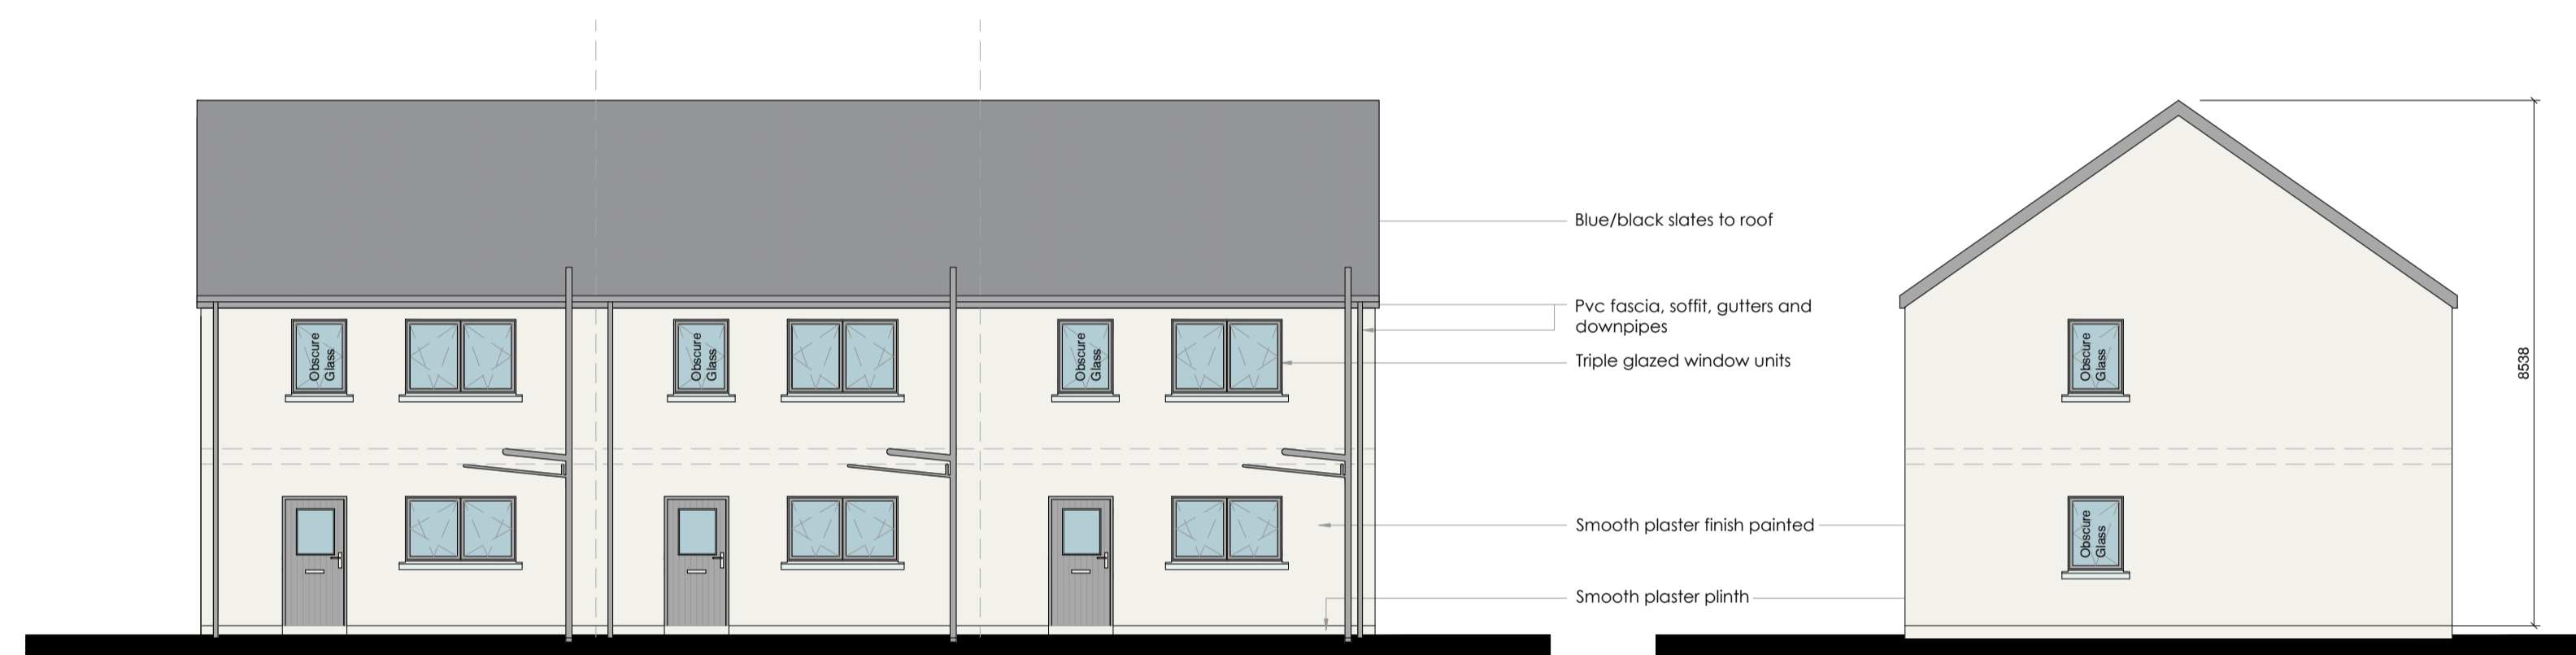 Obscure
Glass
Obscure
Glass
Obscure
Glass
Blue/black slates to roof
Pvc fascia, soffit, gutters and
downpipes
Triple glazed window units
Smooth plaster finish painted
Smooth plaster plinth
Obscure
Glass
Obscure
Glass
8538